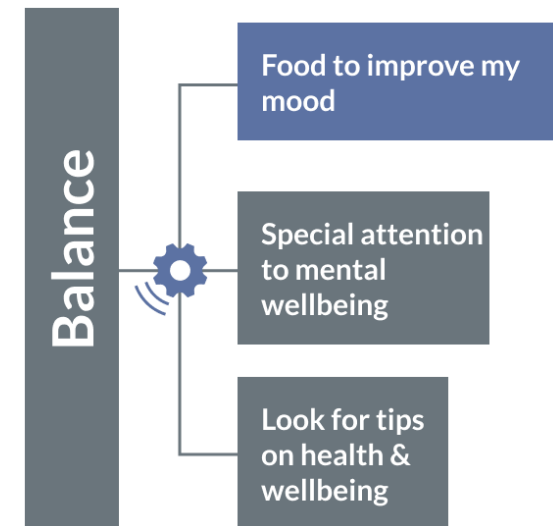 Balance
Food to improve my
mood
Special attention
to mental
wellbeing
Look for tips
on health &
wellbeing